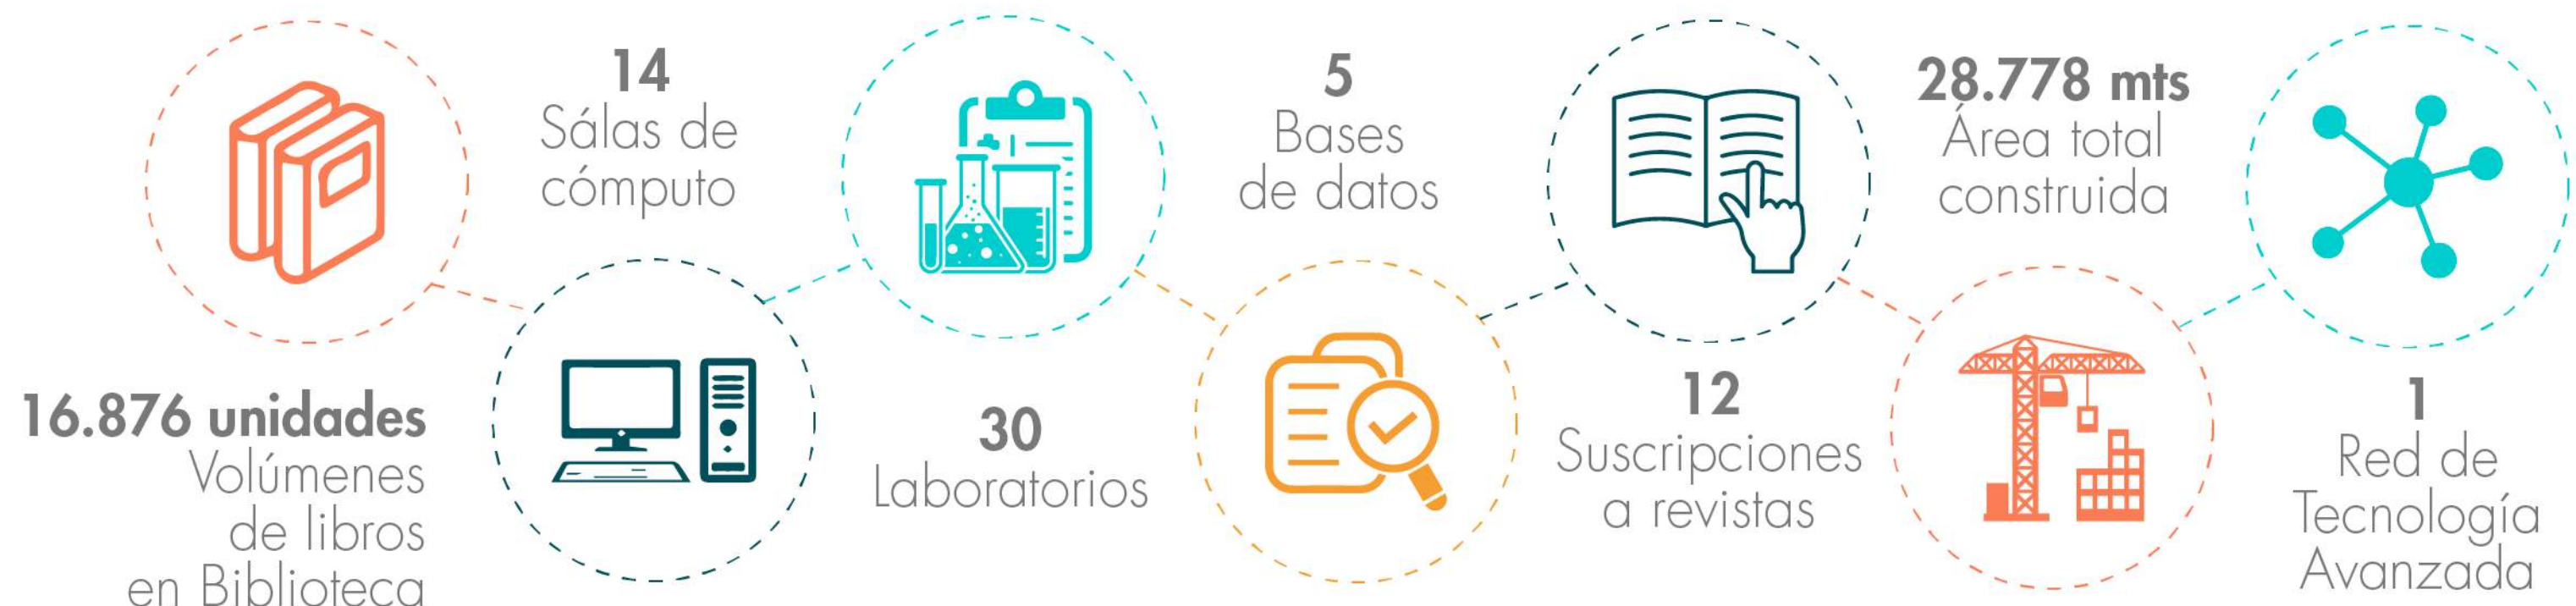 16.876 unidades
Volúmenes
de libros
en Biblioteca
14
Sálas de
cómputo
30
Laboratorios
5
Bases
de datos
12
Suscripciones
a revistas
28.778 mts
Área total
construida
1
Red de
Tecnología
Avanzada